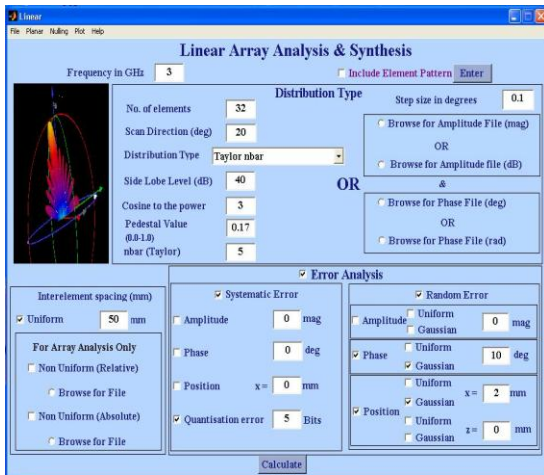 Linear
File Planar Nulling Plot Help
Linear Array Analysis & Synthesis
Frequency in GHz 3
Include Element Pattern Enter
Distribution Type
Step size in degrees 0.1
No. of elements 32
Scan Direction (deg) 20
Distribution Type Taylor nbar
Side Lobe Level (dB) 40
Cosine to the power 3
Pedestal Value 0.17
(0.0-1.0)
nbar (Taylor) 5
OR
Browse for Amplitude File (mag)
OR
Browse for Amplitude file (dB)
&
Browse for Phase File (deg)
OR
Browse for Phase File (rad)
Error Analysis
Interelement spacing (mm)
Uniform 50 mm
For Array Analysis Only
Non Uniform (Relative)
Browse for File
Non Uniform (Absolute)
Browse for File
Systematic Error
Amplitude 0 mag
Phase 0 deg
Position x = 0 mm
Quantisation error 5 Bits
Random Error
Amplitude Uniform 0 mag
Gaussian
Phase Uniform 10 deg
Gaussian
Position Uniform x = 2 mm
Gaussian
Uniform z = 0 mm
Gaussian
Calculate